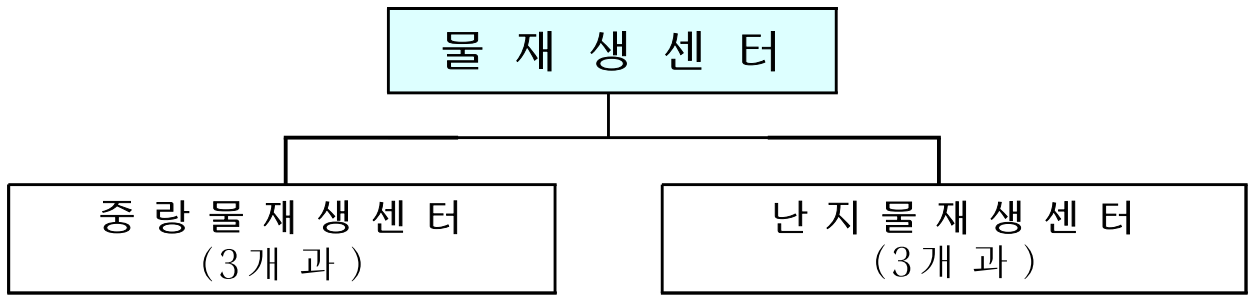 물 재 생 센 터
중 랑 물 재 생 센 터
(3개 과)
난 지 물 재 생 센 터
(3개 과)